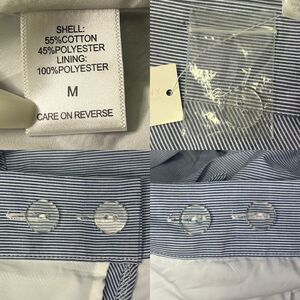 SHELL:
55%COTTON
45%POLYESTER
LINING:
100%POLYESTER
M
CARE ON REVERSE